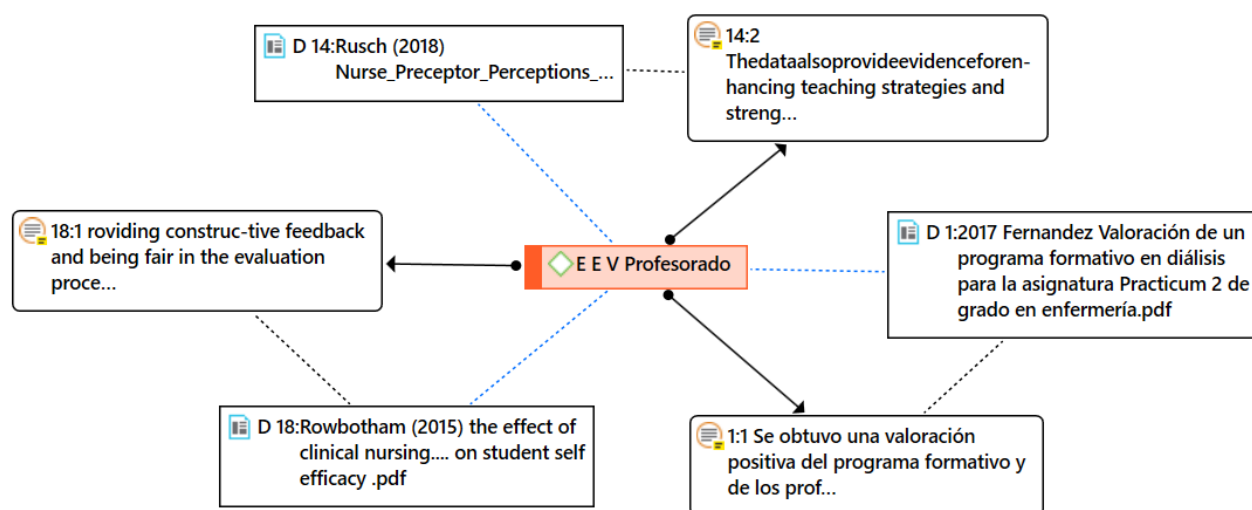 D 14:Rusch (2018)
Nurse_Preceptor_Perceptions_...
14:2
Thedataalsoprovideevidenceforen-
hancing teaching strategies and
streng...
18:1 roviding construc-tive feedback
and being fair in the evaluation
proce...
E E V Profesorado
D 1:2017 Fernandez Valoración de un
programa formativo en diálisis
para la asignatura Practicum 2 de
grado en enfermería.pdf
D 18:Rowbotham (2015) the effect of
clinical nursing.... on student self
efficacy .pdf
1:1 Se obtuvo una valoración
positiva del programa formativo y
de los prof...